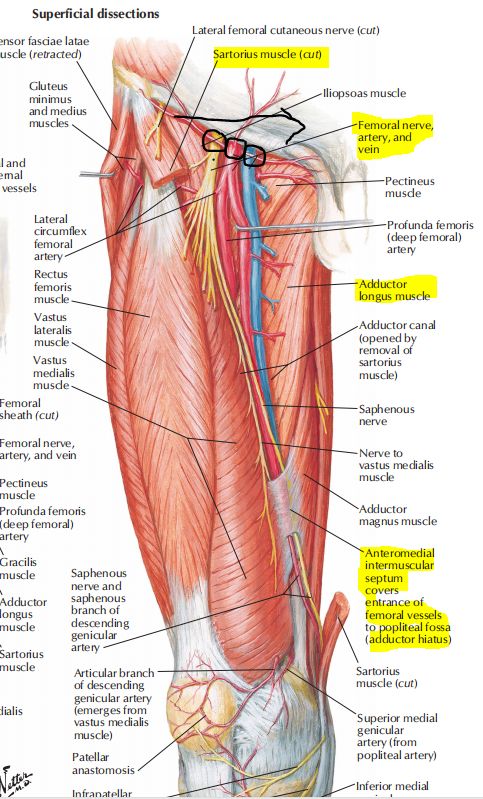 Superficial dissections
Lateral femoral cutaneous nerve (cut)
ensor fasciae latae
uscle (retracted)
Sartorius muscle (cut)
Gluteus
minimus
and medius
muscles
Iliopsoas muscle
Femoral nerve,
artery, and
vein
al and
ernal
vessels
Pectineus
muscle
Lateral
circumflex
femoral
artery
Profunda femoris
(deep femoral)
artery
Rectus
femoris
muscle
Adductor
longus muscle
Vastus
lateralis
muscle
Adductor canal
(opened by
removal of
sartorius
muscle)
Vastus
medialis
muscle
Femoral
sheath (cut)
Saphenous
nerve
Femoral nerve,
artery, and vein
Nerve to
vastus medialis
muscle
Pectineus
muscle
Profunda femoris
(deep femoral)
artery
Adductor
magnus muscle
Gracilis
muscle
Adductor
longus
muscle
Sartorius
muscle
dialis
Anteromedial
intermuscular
septum
covers
entrance of
femoral vessels
to popliteal fossa
(adductor hiatus)
Saphenous
nerve and
saphenous
branch of
descending
genicular
artery
Sartorius
muscle (cut)
Articular branch
of descending
genicular artery
(emerges from
vastus medialis
muscle)
Superior medial
genicular
artery (from
popliteal artery)
Patellar
anastomosis
Infrapatellar
Inferior medial
Netter
M.D.